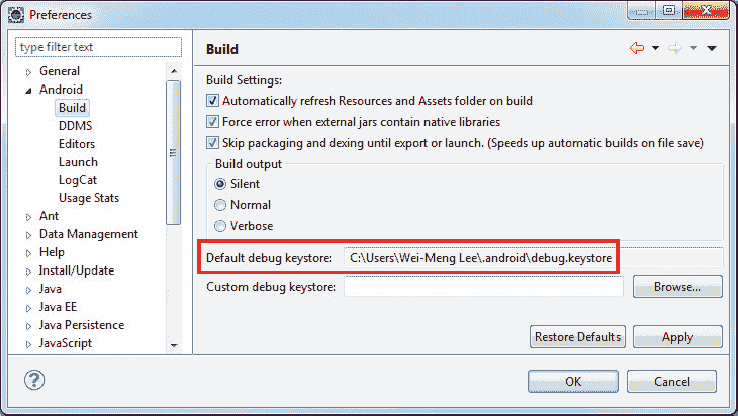 Preferences
type filter text
General
Android
Build
DDMS
Editors
Launch
LogCat
Usage Stats
Ant
Data Management
Help
Install/Update
Java
Java EE
Java Persistence
JavaScript
Build
Build Settings:
Automatically refresh Resources and Assets folder on build
Force error when external jars contain native libraries
Skip packaging and dexing until export or launch. (Speeds up automatic builds on file save)
Build output
Silent
Normal
Verbose
Default debug keystore: C:\Users\Wei-Meng Lee\.android\debug.keystore
Custom debug keystore: Browse...
Restore Defaults Apply
OK Cancel